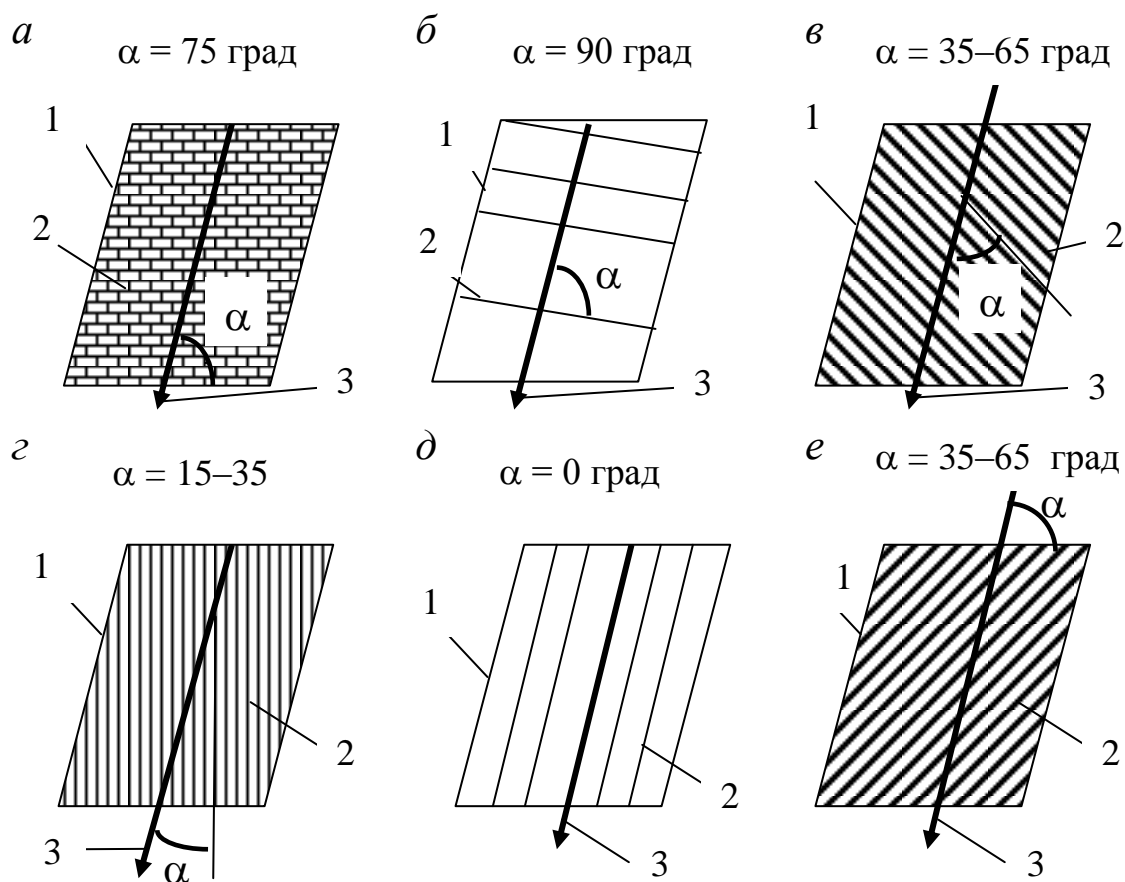 а
α = 75 град
1
2
α
3
б
α = 90 град
1
2
α
3
в
α = 35–65 град
1
2
α
3
г
α = 15–35
1
2
3
α
д
α = 0 град
1
2
3
е
α = 35–65 град
α
1
2
3